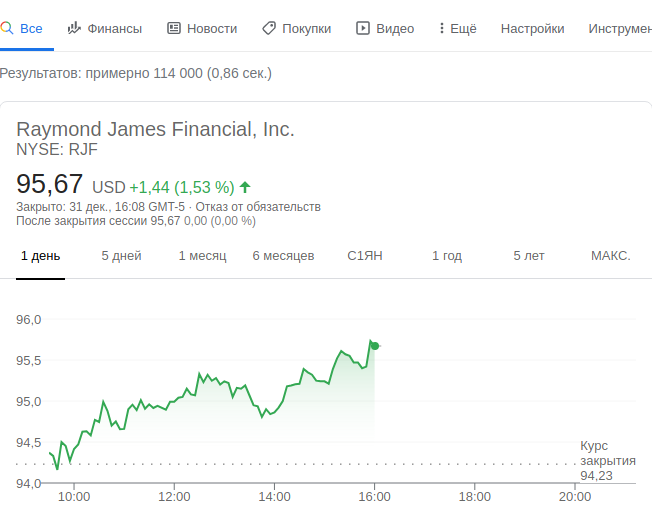 Все Финансы Новости Покупки Видео Ещё Настройки Инструмен
Результатов: примерно 114 000 (0,86 сек.)
Raymond James Financial, Inc.
NYSE: RJF
95,67 USD +1,44 (1,53 %)
Закрыто: 31 дек., 16:08 GMT-5 · Отказ от обязательств
После закрытия сессии 95,67 0,00 (0,00 %)
1 день 5 дней 1 месяц 6 месяцев С1ЯН 1 год 5 лет МАКС.
96,0
95,5
95,0
94,5
94,0
Курс
закрытия
94,23
10:00 12:00 14:00 16:00 18:00 20:00